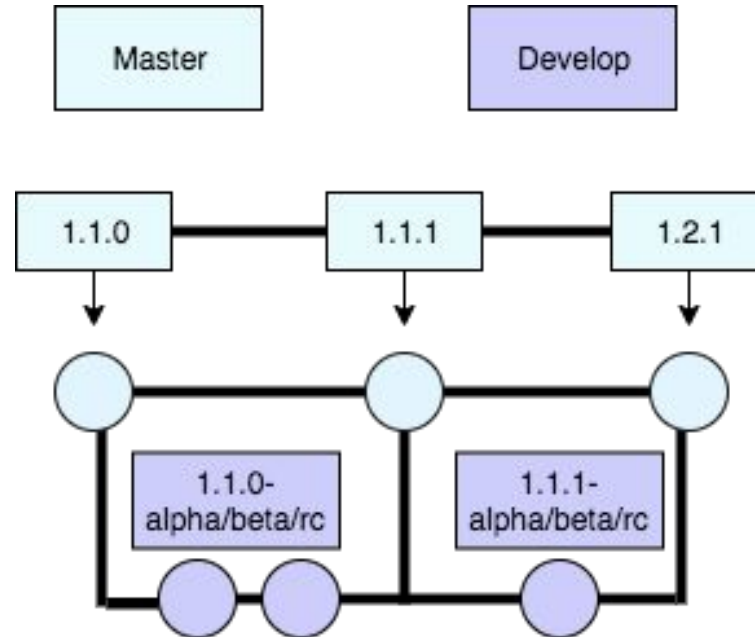 Master
Develop
1.1.0
1.1.1
1.2.1
1.1.0-
alpha/beta/rc
1.1.1-
alpha/beta/rc